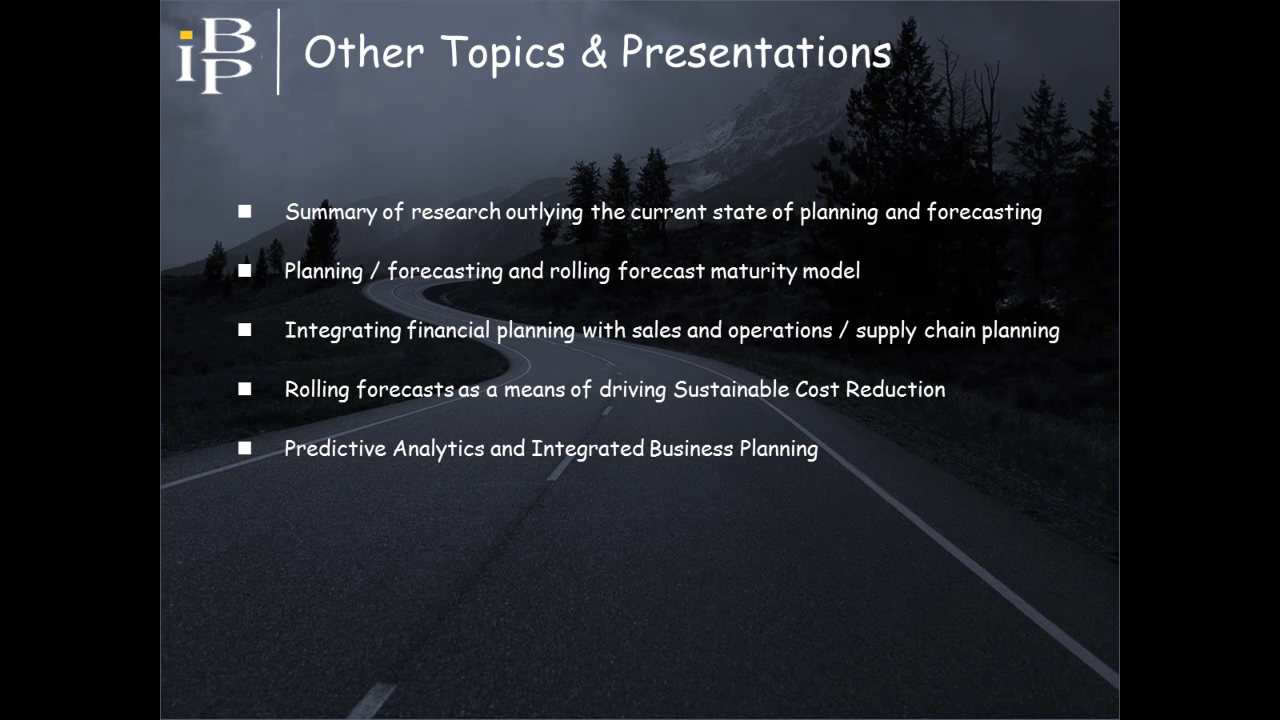 iBP
Other Topics & Presentations
Summary of research outlying the current state of planning and forecasting
Planning / forecasting and rolling forecast maturity model
Integrating financial planning with sales and operations / supply chain planning
Rolling forecasts as a means of driving Sustainable Cost Reduction
Predictive Analytics and Integrated Business Planning